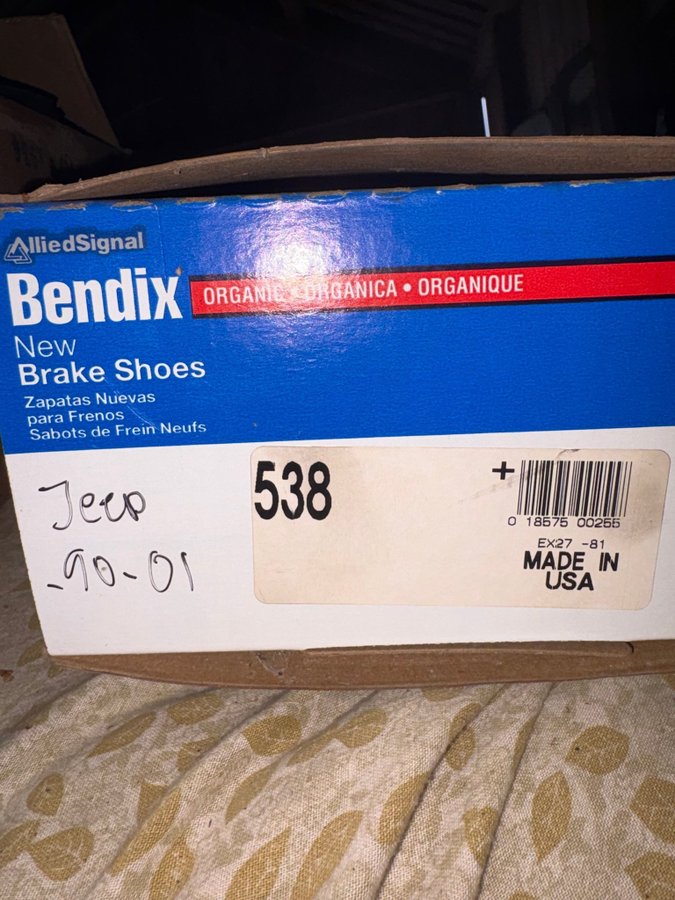 AlliedSignal
Bendix
ORGANIC • ORGANICA • ORGANIQUE
New
Brake Shoes
Zapatas Nuevas
para Frenos
Sabots de Frein Neufs
Jeep
-90-01
538
+
0 18575 00255
EX27 -81
MADE IN
USA